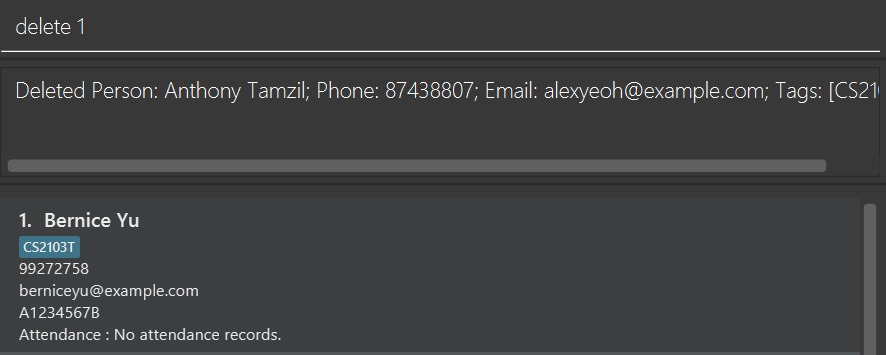 delete 1
Deleted Person: Anthony Tamzil; Phone: 87438807; Email: alexyeoh@example.com; Tags: [CS21
1. Bernice Yu
CS2103T
99272758
berniceyu@example.com
A1234567B
Attendance : No attendance records.